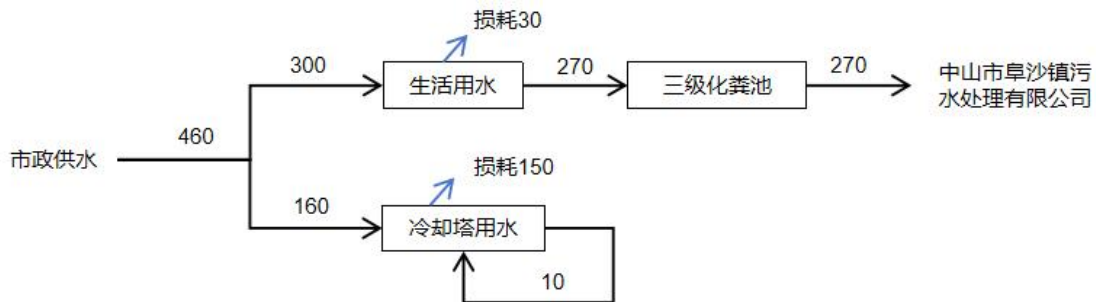 损耗30
300
生活用水
270
三级化粪池
270
中山市阜沙镇污
水处理有限公司
460
市政供水
损耗150
160
冷却塔用水
10